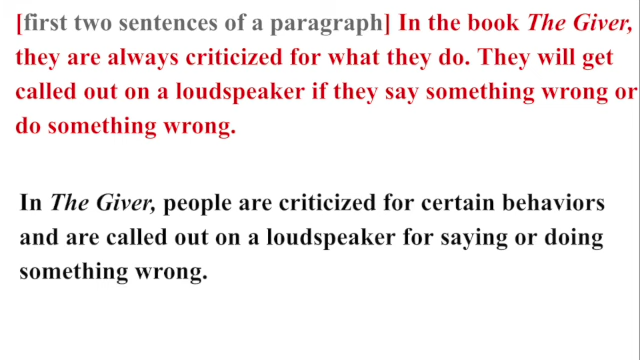 [first two sentences of a paragraph] In the book The Giver,
they are always criticized for what they do. They will get
called out on a loudspeaker if they say something wrong or
do something wrong.
In The Giver, people are criticized for certain behaviors
and are called out on a loudspeaker for saying or doing
something wrong.